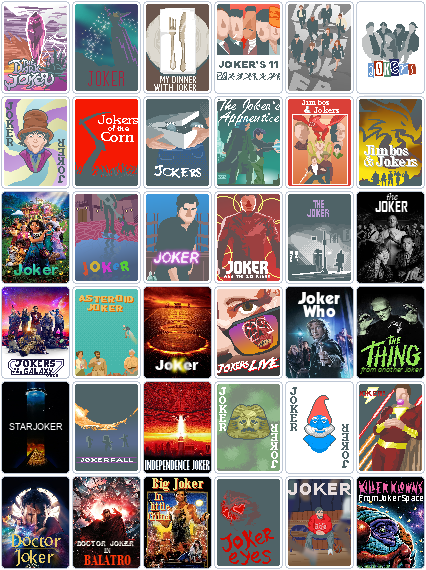 THE
DARK
JOKER
JOKER
MY DINNER
WITH JOKER
JOKER'S 11
JOKERS
JOKER
JOKER
Jokers
of the
Corn
JOKERS
The Joker's
Apprentice
Jimbos
& Jokers
Jimbos
& Jokers
Joker
JOKER
JOKER
JOKER
THE
JOKER
the
JOKER
JOKERS
ASTEROID
JOKER
JoKer
JOKERS LIVE
Joker
Who
THE
THING
from another Joker
STARJOKER
JOKERFALL
INDEPENDENCE JOKER
JOKER
JOKER
JOKER
JOKER
Doctor
Joker
DOCTOR JOKER
IN
BALATRO
Big Joker
In
little
China
Joker
eyes
JOKER
KILLER KLOWNS
From Joker Space